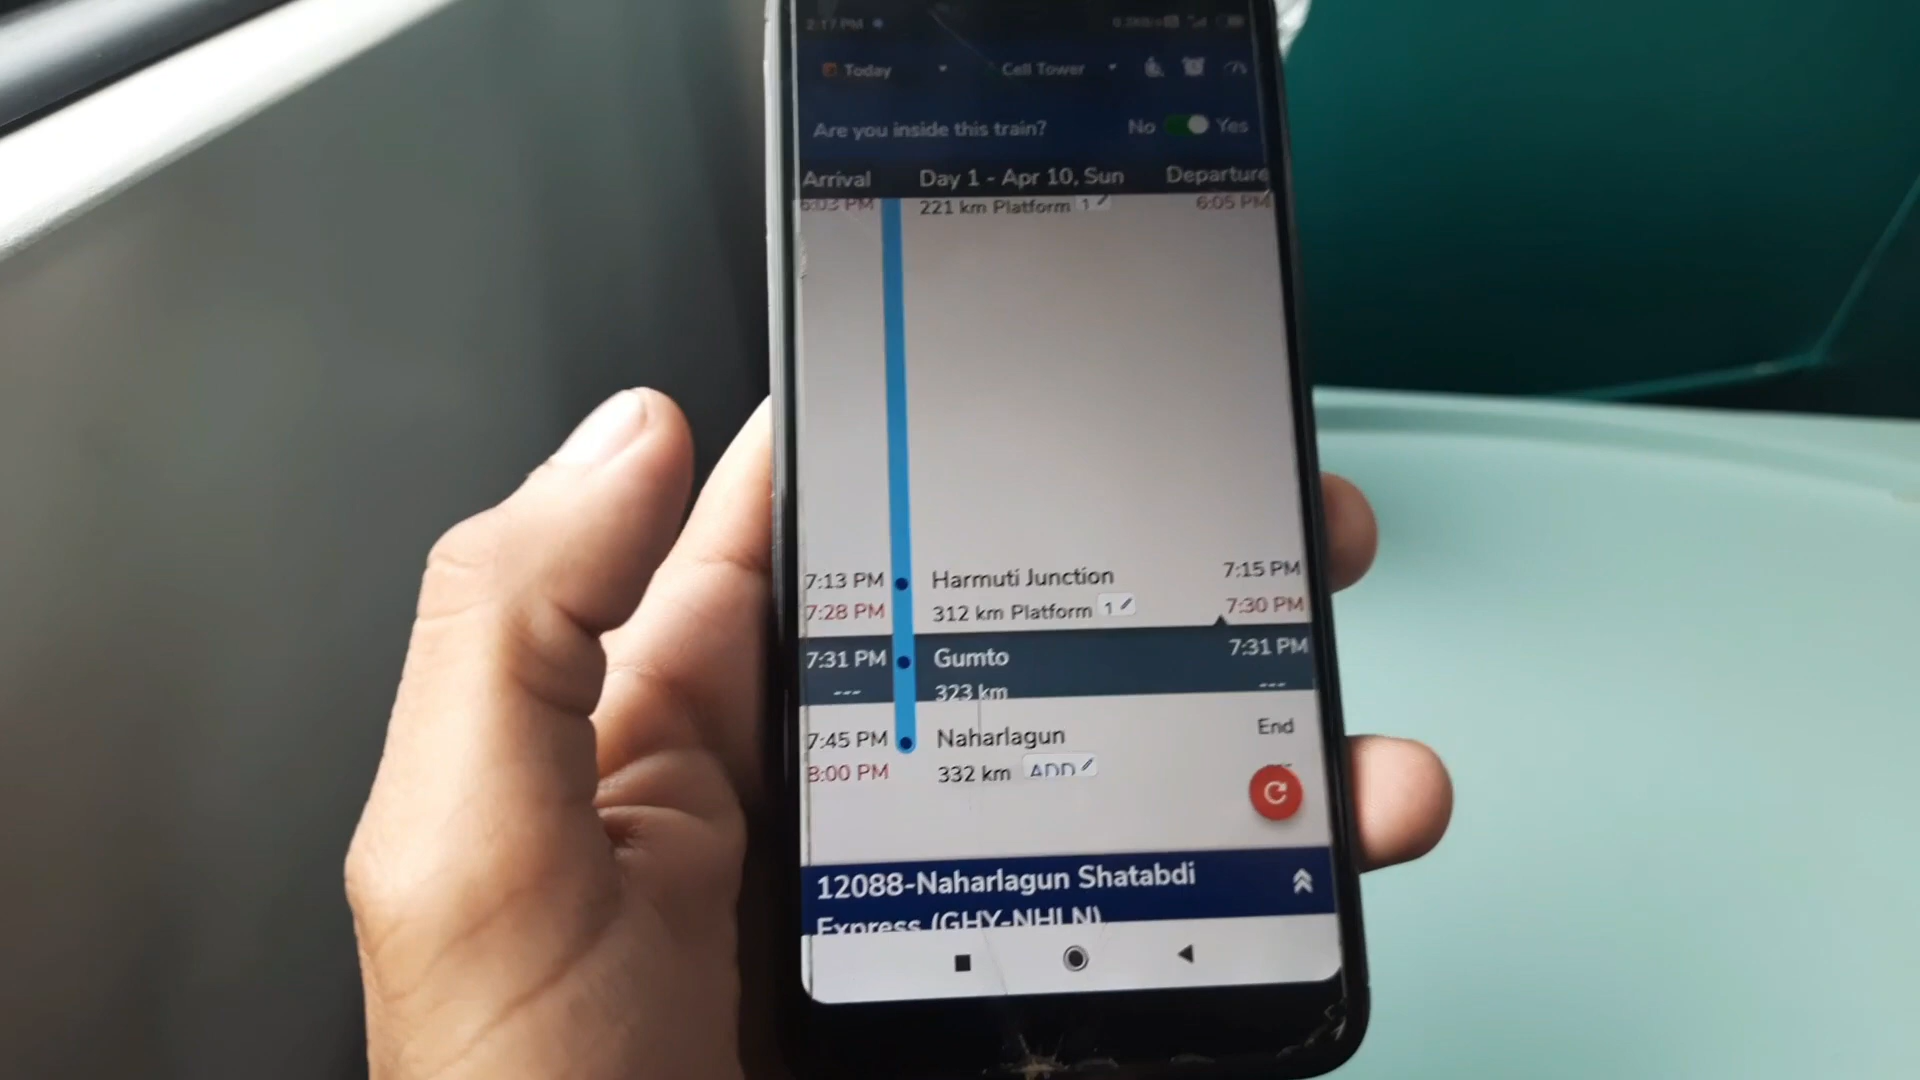 2:17 PM
Today
Cell Tower
Are you inside this train?
No Yes
Arrival Day 1 - Apr 10, Sun Departure
6:03 PM 221 km Platform 1 6:05 PM
7:13 PM Harmuti Junction 7:15 PM
7:28 PM 312 km Platform 1 7:30 PM
7:31 PM Gumto 7:31 PM
--- 323 km ---
7:45 PM Naharlagun End
8:00 PM 332 km ADD ---
12088-Naharlagun Shatabdi
Express (GHY-NHLN)